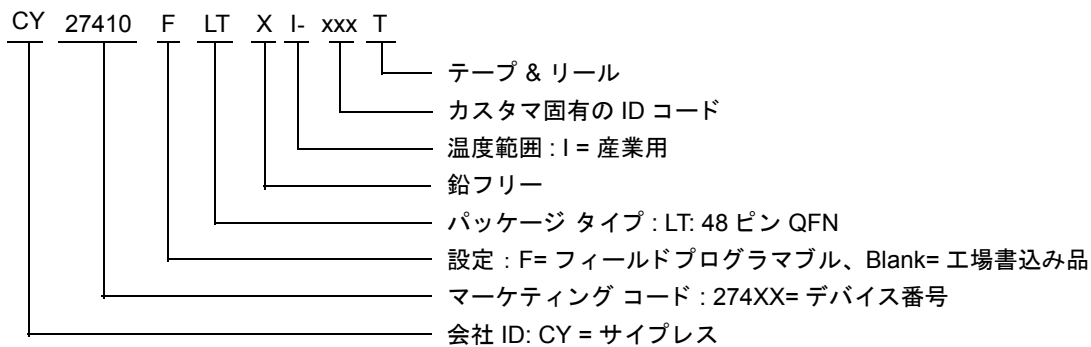 CY 27410 F LT X I- xxx T
テープ & リール
カスタマ固有の ID コード
温度範囲 : I = 産業用
鉛フリー
パッケージ タイプ : LT: 48 ピン QFN
設定：F= フィールドプログラマブル、Blank= 工場書込み品
マーケティング コード : 274XX= デバイス番号
会社 ID: CY = サイプレス